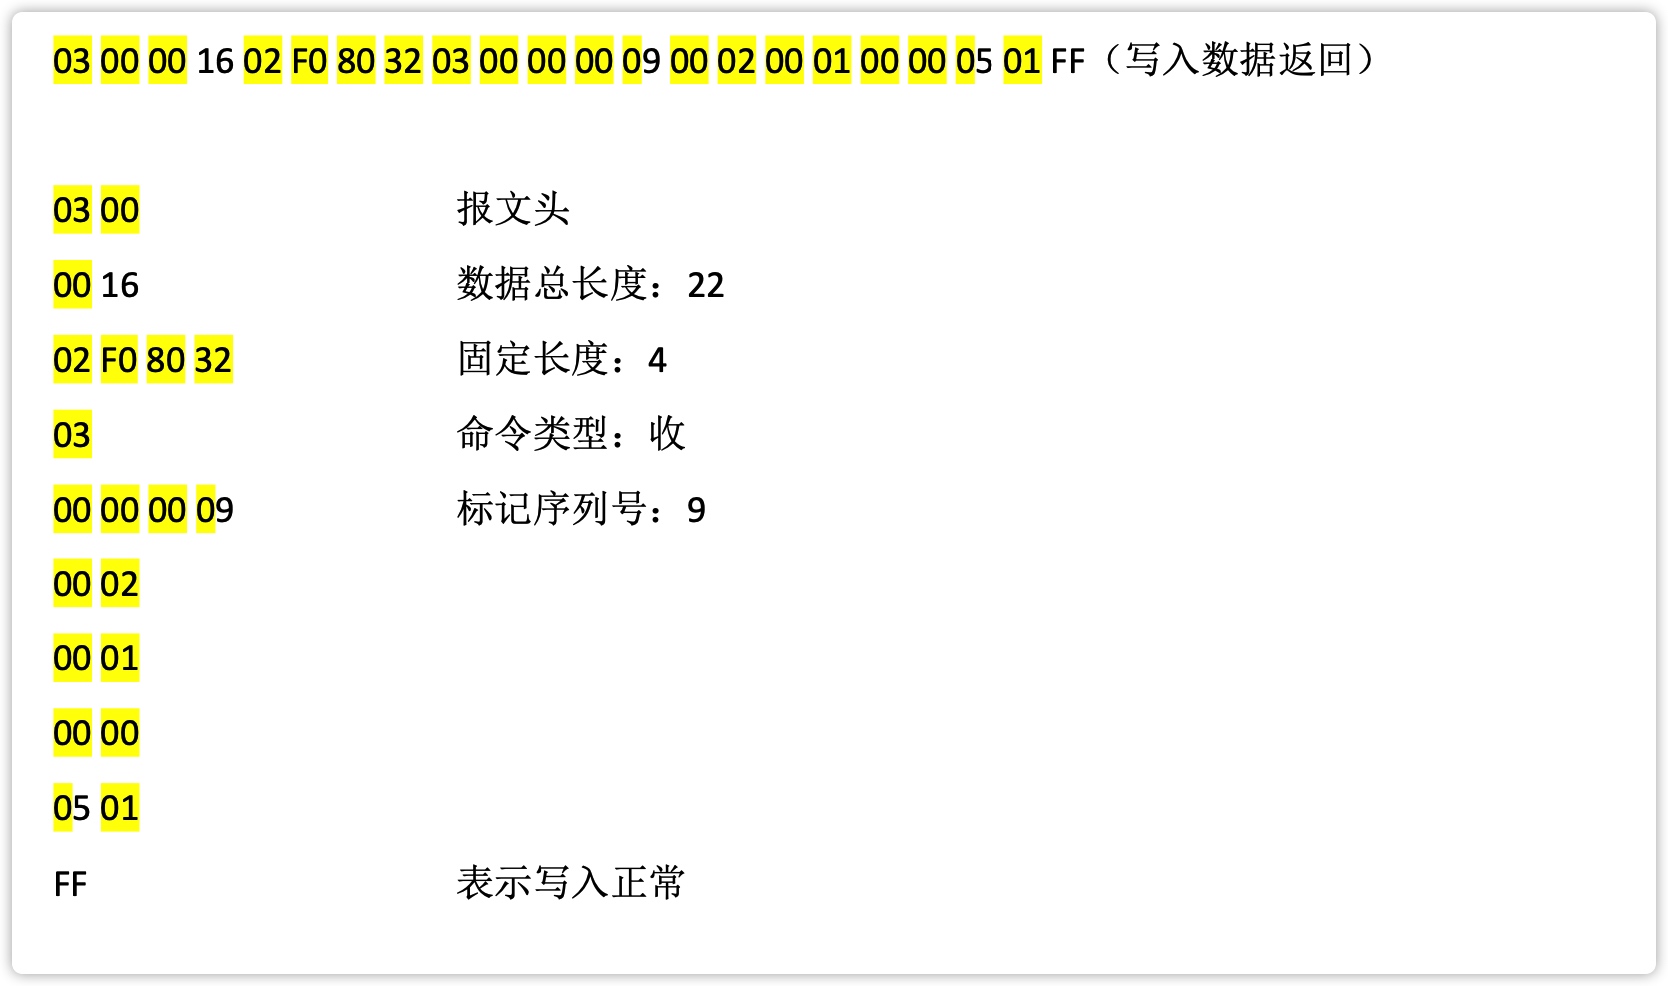 03 00 00 16 02 F0 80 32 03 00 00 00 09 00 02 00 01 00 00 05 01 FF（写入数据返回）
03 00 报文头
00 16 数据总长度：22
02 F0 80 32 固定长度：4
03 命令类型：收
00 00 00 09 标记序列号：9
00 02
00 01
00 00
05 01
FF 表示写入正常